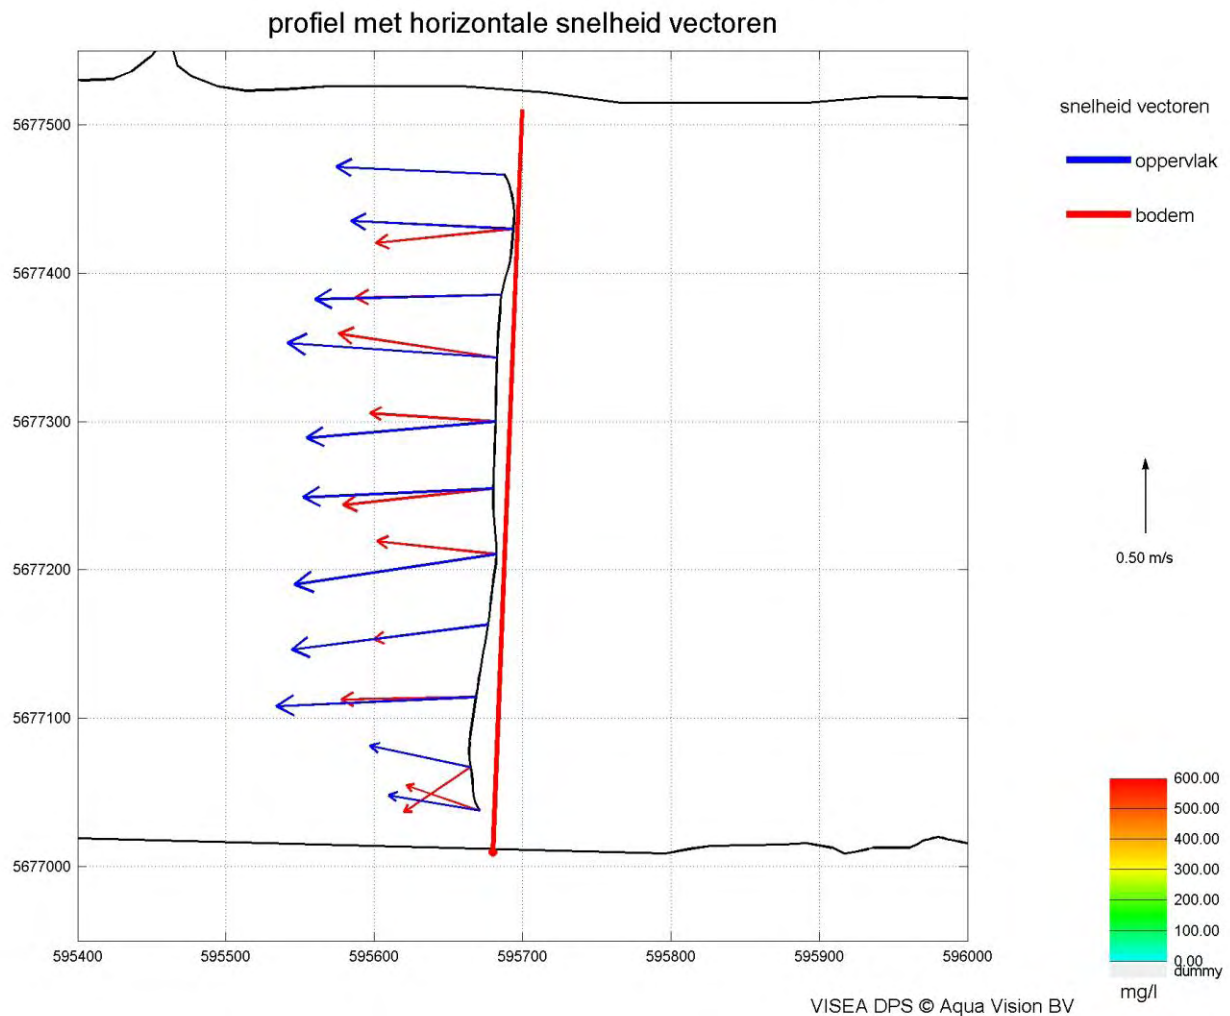 profiel met horizontale snelheid vectoren
snelheid vectoren
oppervlak
bodem
5677500
5677400
5677300
5677200
5677100
5677000
595400
595500
595600
595700
595800
595900
596000
0.50 m/s
600.00
500.00
400.00
300.00
200.00
100.00
0.00
dummy
mg/l
VISEA DPS © Aqua Vision BV